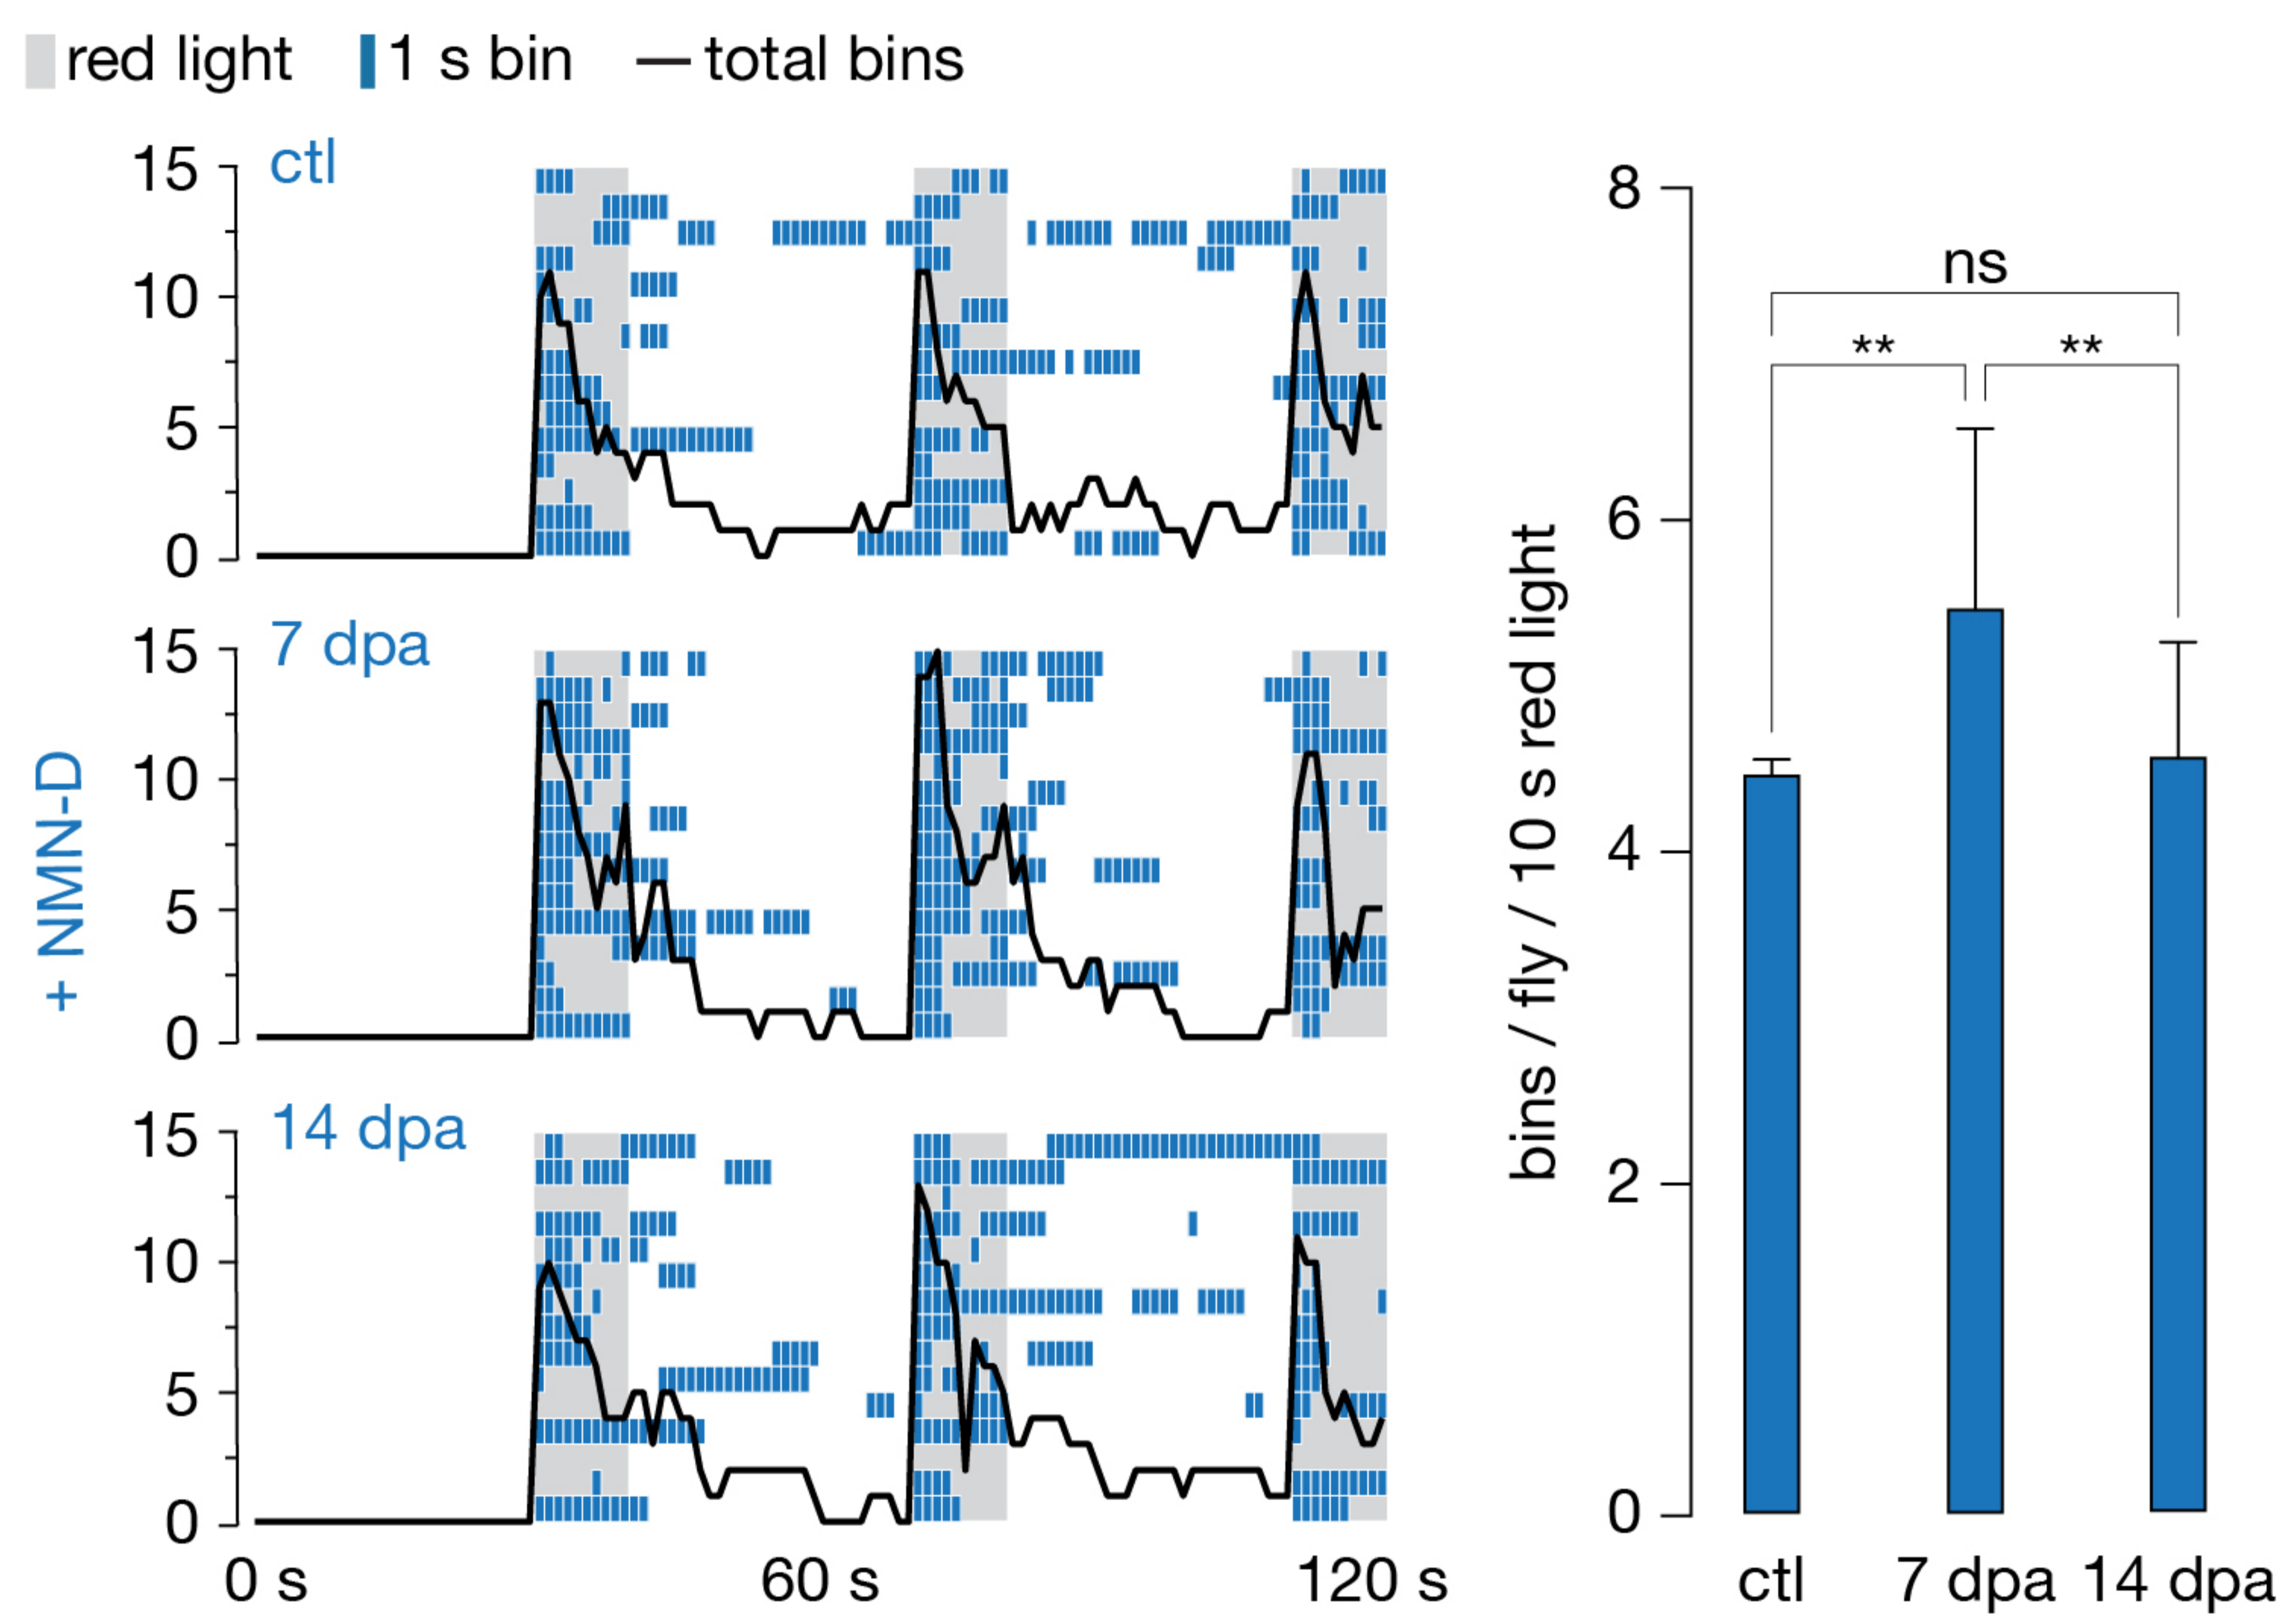 red light 1 s bin total bins
ctl
15
10
5
0
7 dpa
15
10
5
0
14 dpa
15
10
5
0
+ NMN-D
0 s 60 s 120 s
bins / fly / 10 s red light
8
6
4
2
0
ns
** **
ctl 7 dpa 14 dpa